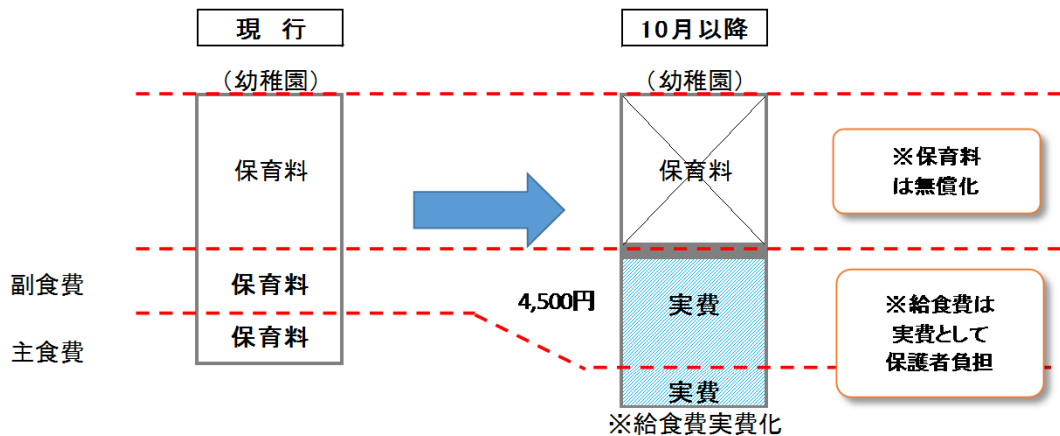 現 行
10月以降
（幼稚園）
（幼稚園）
保育料
保育料
※保育料
は無償化
副食費
保育料
4,500円
実費
※給食費は
実費として
保護者負担
主食費
保育料
実費
※給食費実費化